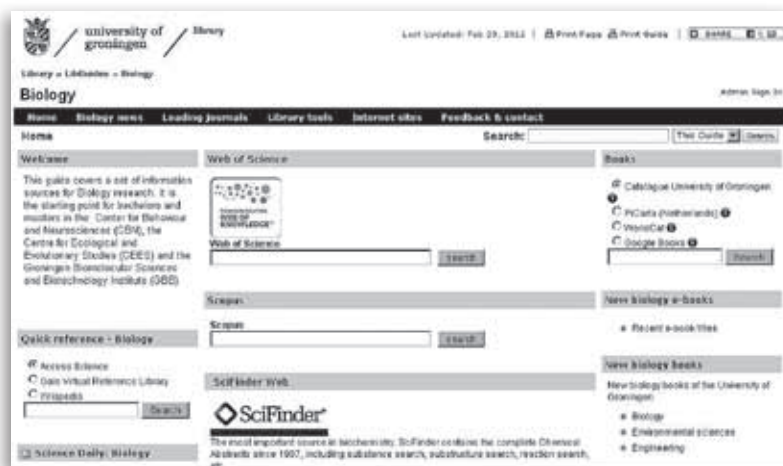 university of
groningen
library
Last Updated: Feb 29, 2012 | Print Page Print Guide | SHARE
Library » LibGuides » Biology
Biology
Admin Sign In
Home Biology news Leading journals Library tools Internet sites Feedback & contact
Home
Search: This Guide Search
Welcome
This guide covers a set of information
sources for Biology research. It is
the starting point for bachelors and
masters in the Center for Behaviour
and Neurosciences (CBN), the
Centre for Ecological and
Evolutionary Studies (CEES) and the
Groningen Biomolecular Sciences
and Biotechnology Institute (GBB)
Quick reference - Biology
Access Science
Gale Virtual Reference Library
Wikipedia
Search
Science Daily: Biology
Web of Science
WEB OF
KNOWLEDGE
Web of Science
Search
Scopus
Scopus
Search
SciFinder Web
SciFinder
The most important source in biochemistry. SciFinder contains the complete Chemical
Abstracts since 1907, including substance search, substructure search, reaction search,
Books
Catalogue University of Groningen
PiCarta (Netherlands)
WorldCat
Google Books
Search
New biology e-books
Recent e-book titles
New biology books
New biology books of the University of
Groningen
Biology
Environmental sciences
Engineering